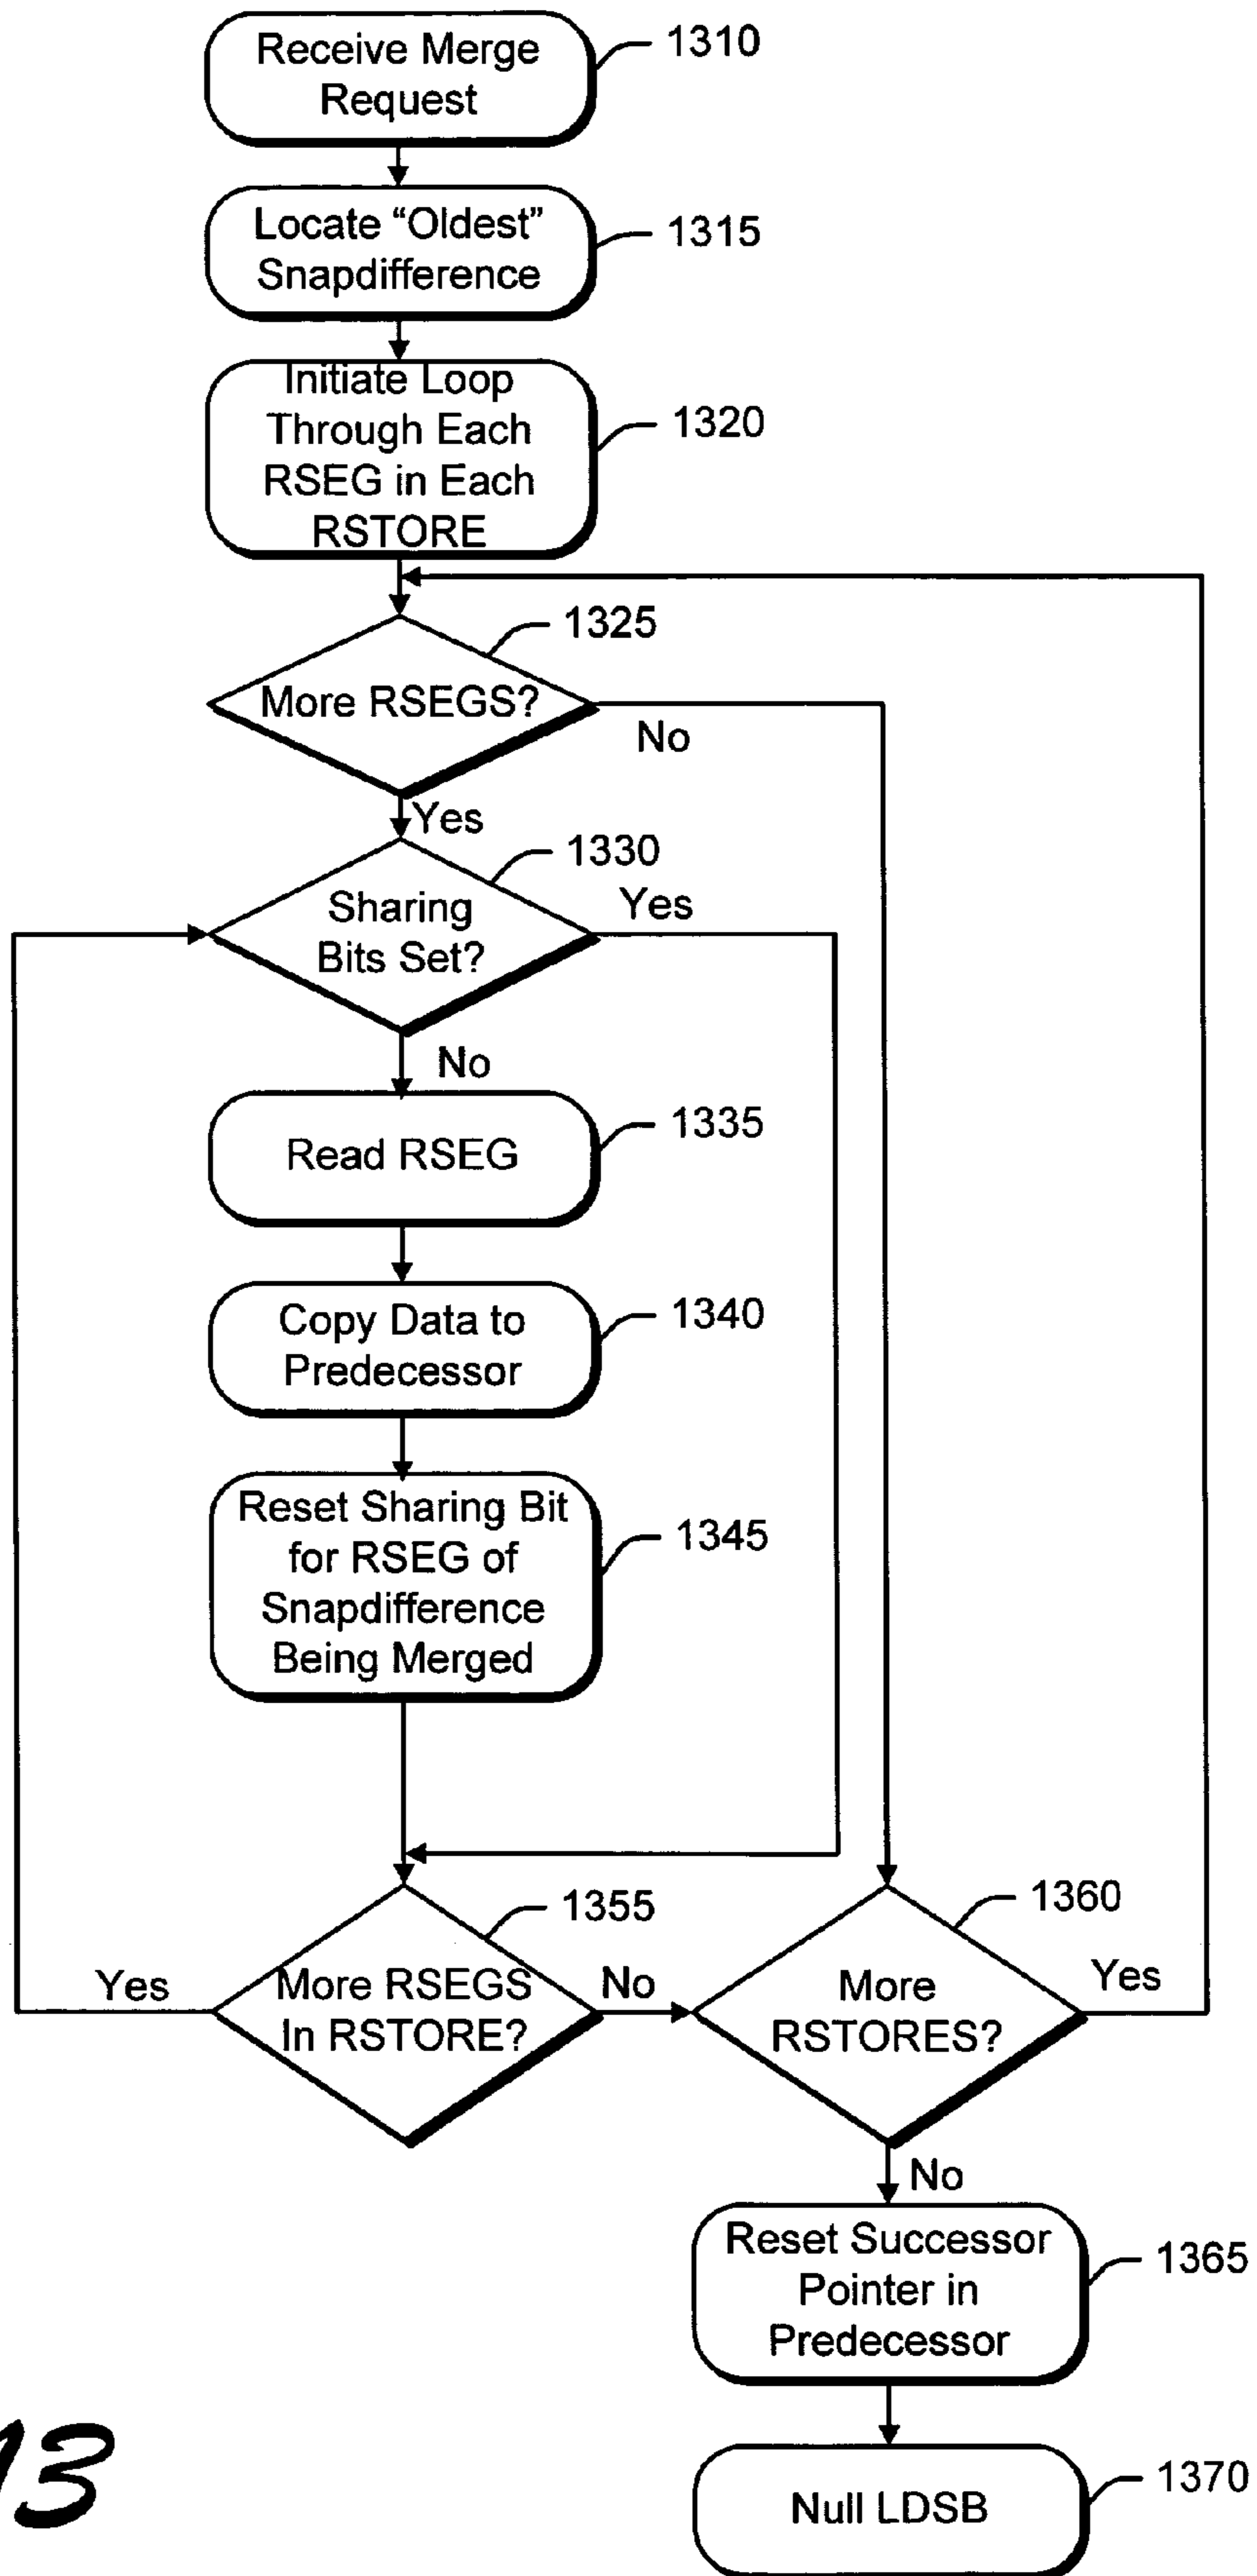 Receive Merge
Request
1310
Locate “Oldest”
Snapdifference
1315
Initiate Loop
Through Each
RSEG in Each
RSTORE
1320
1325
More RSEGS?
No
Yes
1330
Sharing
Bits Set?
Yes
No
Read RSEG
1335
Copy Data to
Predecessor
1340
Reset Sharing Bit
for RSEG of
Snapdifference
Being Merged
1345
1355
More RSEGS
In RSTORE?
Yes
No
1360
More
RSTORES?
Yes
No
Reset Successor
Pointer in
Predecessor
1365
Null LDSB
1370
13